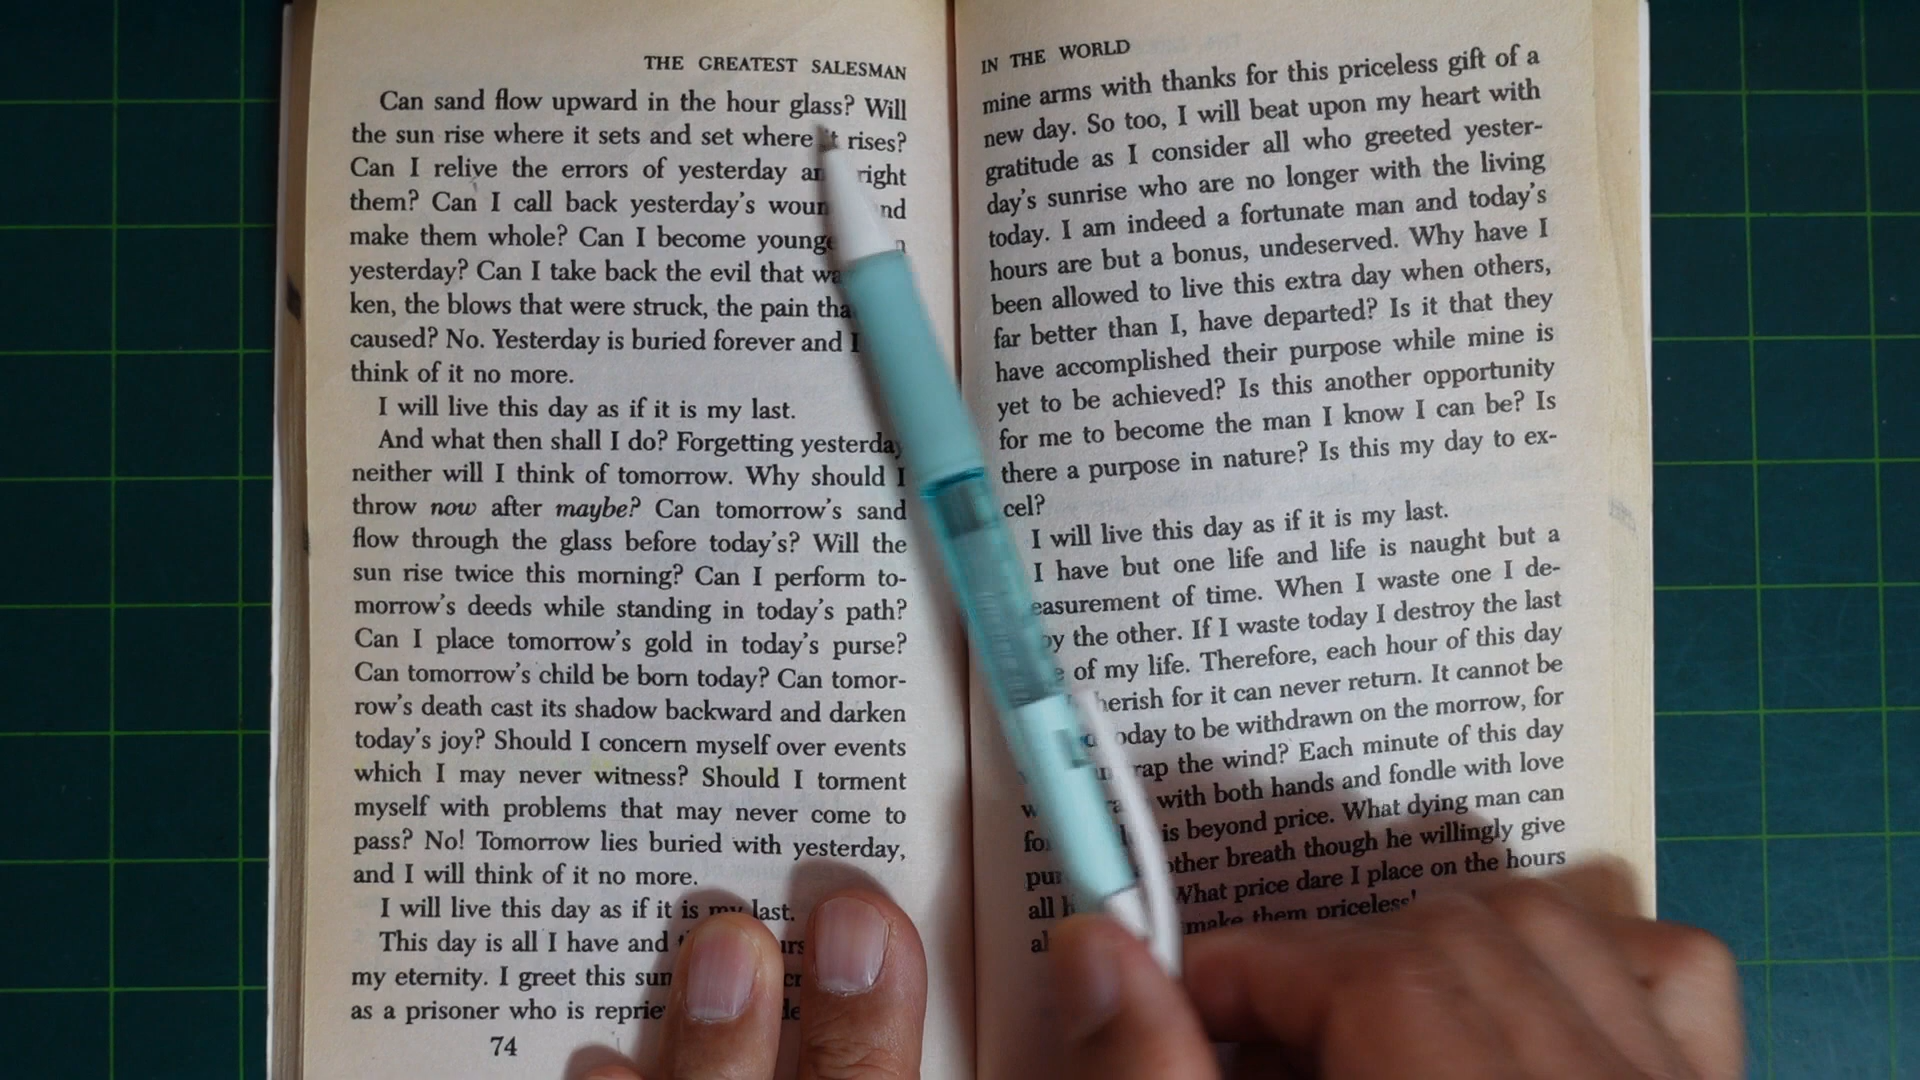 THE GREATEST SALESMAN
Can sand flow upward in the hour glass? Will
the sun rise where it sets and set where it rises?
Can I relive the errors of yesterday and right
them? Can I call back yesterday's and
make them whole? Can I become
yesterday? Can I take back the evil that
ken, the blows that were struck, the pain
caused? No. Yesterday is buried forever and I
think of it no more.
I will live this day as if it is my last.
And what then shall I do? Forgetting yesterday
neither will I think of tomorrow. Why should I
throw now after maybe? Can tomorrow's sand
flow through the glass before today's? Will the
sun rise twice this morning? Can I perform to-
morrow's deeds while standing in today's path?
Can I place tomorrow's gold in today's purse?
Can tomorrow's child be born today? Can tomor-
row's death cast its shadow backward and darken
today's joy? Should I concern myself over events
which I may never witness? Should I torment
myself with problems that may never come to
pass? No! Tomorrow lies buried with yesterday,
and I will think of it no more.
I will live this day as if it is my last.
This day is all I have and
my eternity. I greet this
as a prisoner who is
74
IN THE WORLD
mine arms with thanks for this priceless gift of a
new day. So too, I will beat upon my heart with
gratitude as I consider all who greeted yester-
day's sunrise who are no longer with the living
today. I am indeed a fortunate man and today's
hours are but a bonus, undeserved. Why have I
been allowed to live this extra day when others,
far better than I, have departed? Is it that they
have accomplished their purpose while mine is
yet to be achieved? Is this another opportunity
for me to become the man I know I can be? Is
there a purpose in nature? Is this my day to ex-
cel?
I will live this day as if it is my last.
I have but one life and life is naught but a
measurement of time. When I waste one I de-
by the other. If I waste today I destroy the last
of my life. Therefore, each hour of this day
cherish for it can never return. It cannot be
today to be withdrawn on the morrow, for
trap the wind? Each minute of this day
with both hands and fondle with love
is beyond price. What dying man can
another breath though he willingly give
all What price dare I place on the hours
make them priceless!